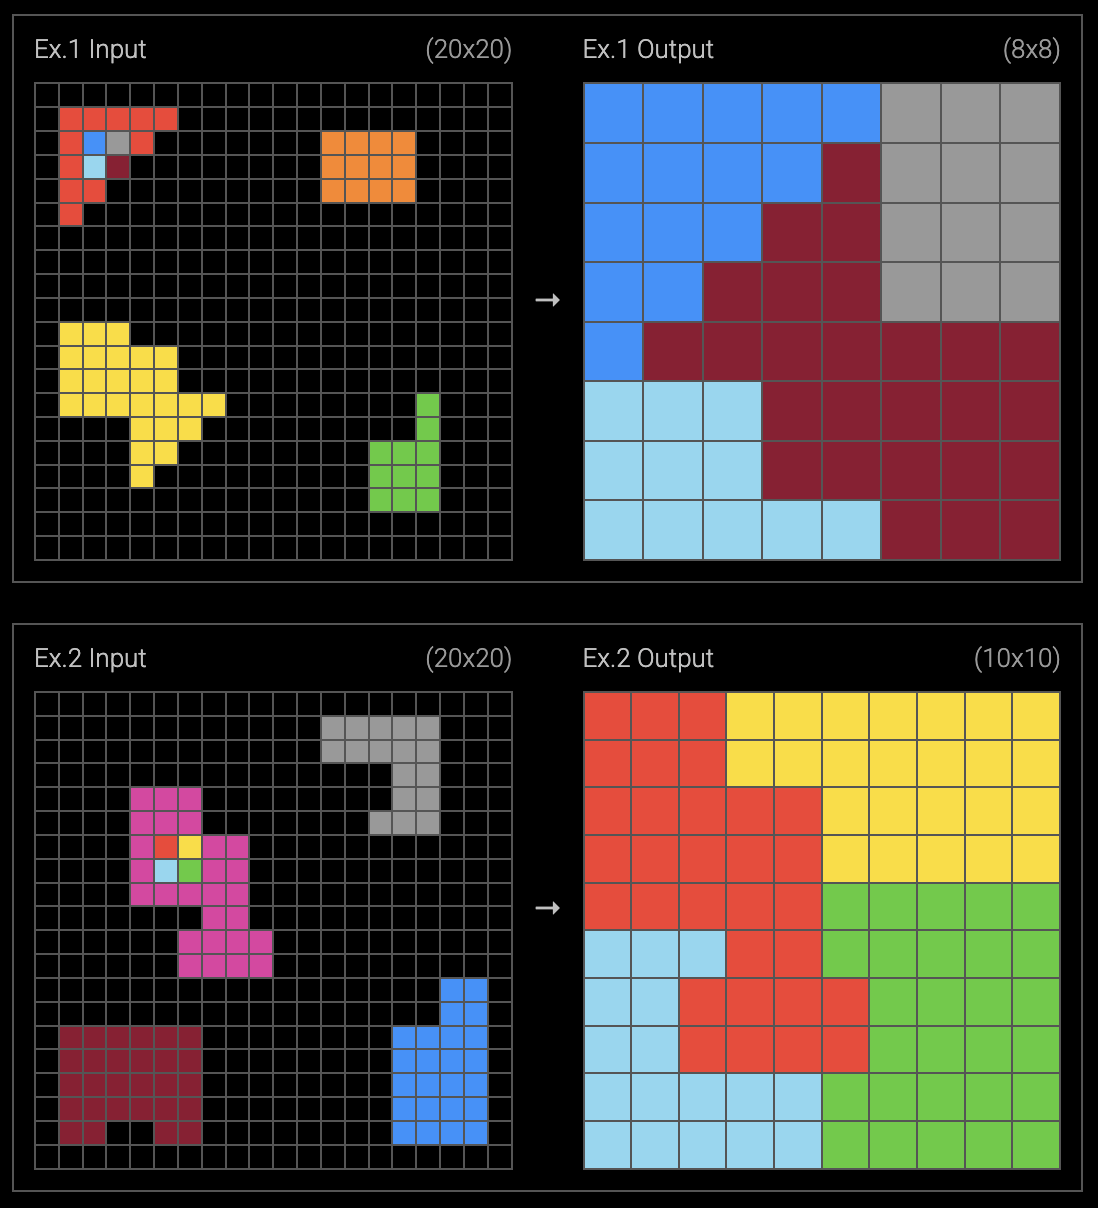 Ex.1 Input (20x20)
Ex.1 Output (8x8)
→
Ex.2 Input (20x20)
Ex.2 Output (10x10)
→